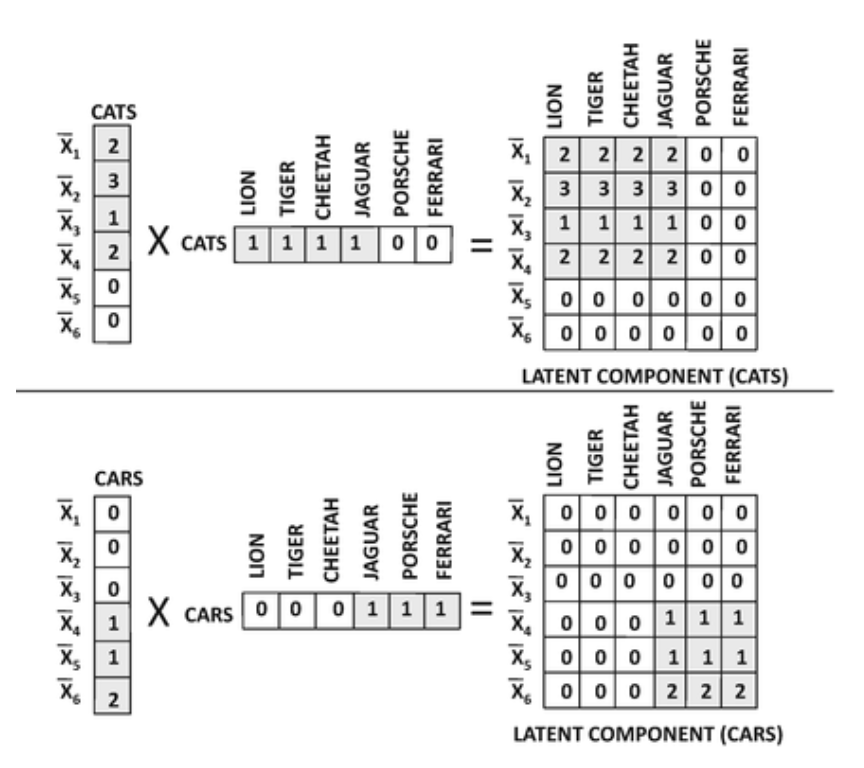 CATS
X̄₁ 2
X̄₂ 3
X̄₃ 1
X̄₄ 2
X̄₅ 0
X̄₆ 0
X
LION TIGER CHEETAH JAGUAR PORSCHE FERRARI
CATS 1 1 1 1 0 0
=
LION TIGER CHEETAH JAGUAR PORSCHE FERRARI
X̄₁ 2 2 2 2 0 0
X̄₂ 3 3 3 3 0 0
X̄₃ 1 1 1 1 0 0
X̄₄ 2 2 2 2 0 0
X̄₅ 0 0 0 0 0 0
X̄₆ 0 0 0 0 0 0
LATENT COMPONENT (CATS)
CARS
X̄₁ 0
X̄₂ 0
X̄₃ 0
X̄₄ 1
X̄₅ 1
X̄₆ 2
X
LION TIGER CHEETAH JAGUAR PORSCHE FERRARI
CARS 0 0 0 1 1 1
=
LION TIGER CHEETAH JAGUAR PORSCHE FERRARI
X̄₁ 0 0 0 0 0 0
X̄₂ 0 0 0 0 0 0
X̄₃ 0 0 0 0 0 0
X̄₄ 0 0 0 1 1 1
X̄₅ 0 0 0 1 1 1
X̄₆ 0 0 0 2 2 2
LATENT COMPONENT (CARS)